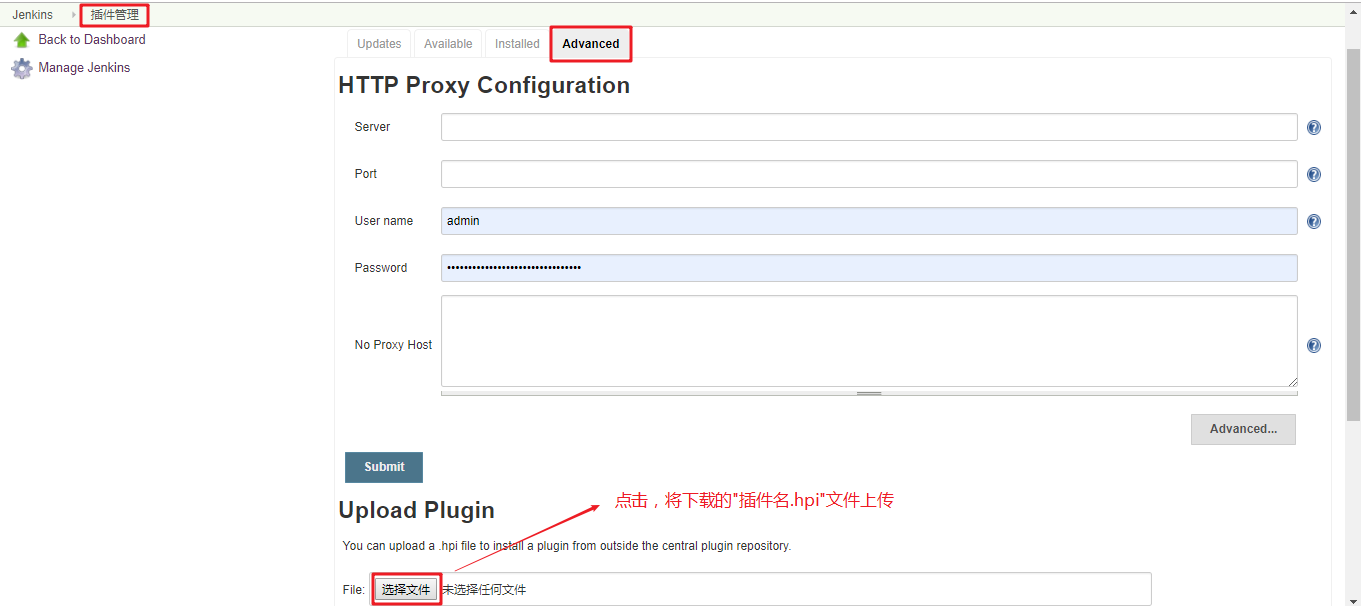 Jenkins 插件管理
Back to Dashboard
Manage Jenkins
Updates Available Installed Advanced
HTTP Proxy Configuration
Server
Port
User name admin
Password ••••••••••••••••••••••••••••••••
No Proxy Host
Advanced...
Submit
点击，将下载的"插件名.hpi"文件上传
Upload Plugin
You can upload a .hpi file to install a plugin from outside the central plugin repository.
File: 选择文件 未选择任何文件